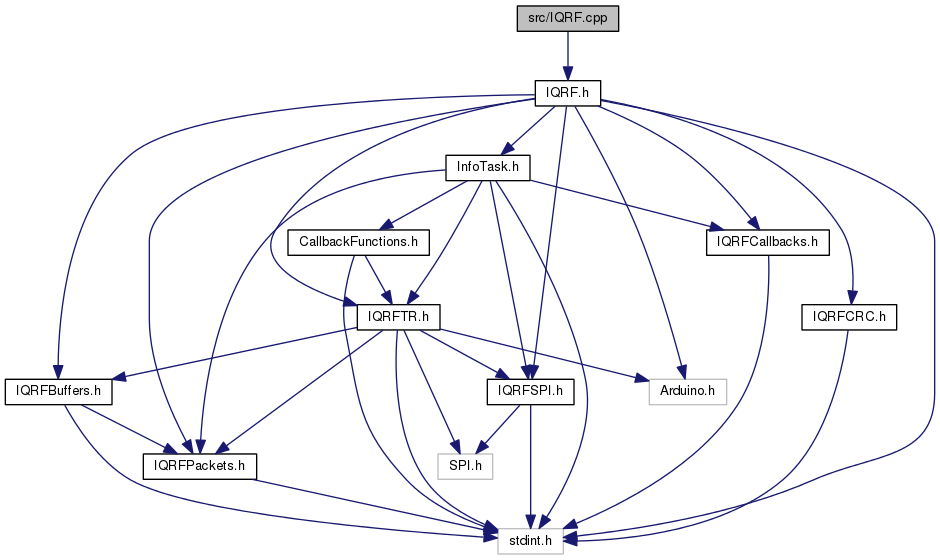 src/IQRF.cpp
IQRF.h
InfoTask.h
CallbackFunctions.h
IQRFCallbacks.h
IQRFTR.h
IQRFCRC.h
IQRFBuffers.h
IQRFSPI.h
Arduino.h
IQRFPackets.h
SPI.h
stdint.h